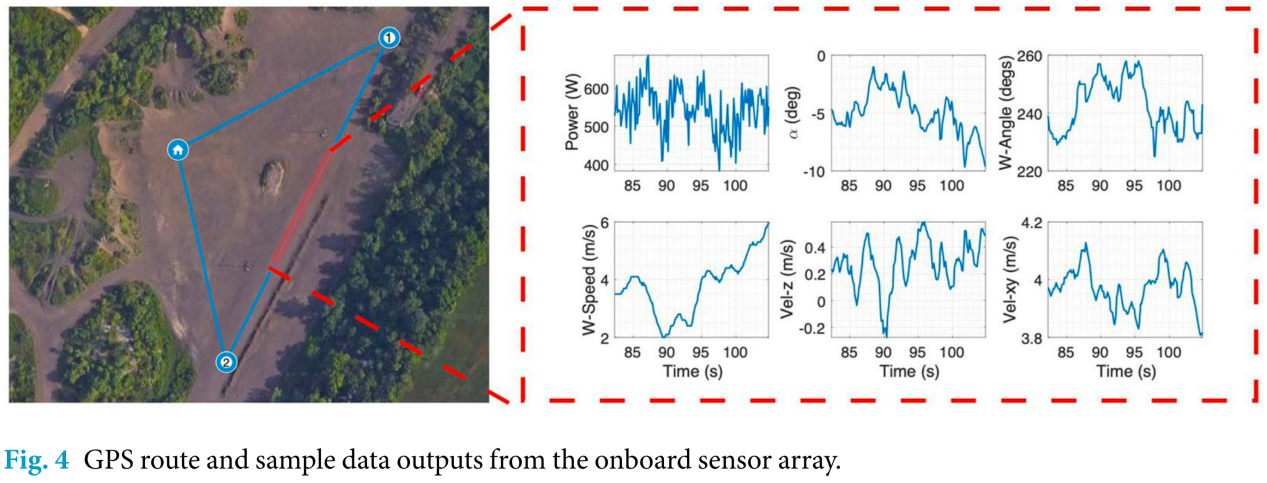 1
2
Power (W)
600
500
400
85 90 95 100
α (deg)
0
-5
-10
85 90 95 100
W-Angle (degs)
260
240
220
85 90 95 100
W-Speed (m/s)
6
4
2
85 90 95 100
Time (s)
Vel-z (m/s)
0.4
0.2
0
-0.2
85 90 95 100
Time (s)
Vel-xy (m/s)
4.2
4
3.8
85 90 95 100
Time (s)
Fig. 4 GPS route and sample data outputs from the onboard sensor array.